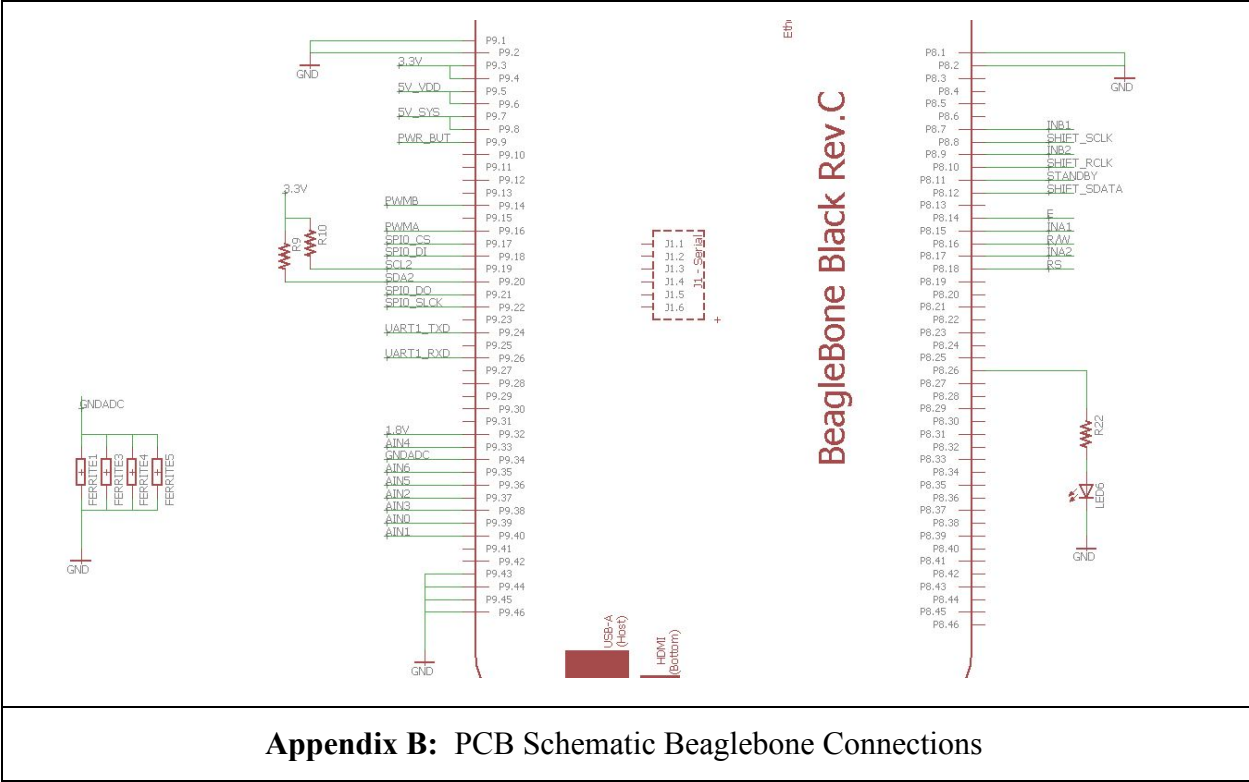 Eth
P9.1
P9.2
P9.3
P9.4
P9.5
P9.6
P9.7
P9.8
P9.9
P9.10
P9.11
P9.12
P9.13
P9.14
P9.15
P9.16
P9.17
P9.18
P9.19
P9.20
P9.21
P9.22
P9.23
P9.24
P9.25
P9.26
P9.27
P9.28
P9.29
P9.30
P9.31
P9.32
P9.33
P9.34
P9.35
P9.36
P9.37
P9.38
P9.39
P9.40
P9.41
P9.42
P9.43
P9.44
P9.45
P9.46
GND
3.3V
5V_VDD
5V_SYS
PWR_BUT
3.3V
R9
R10
PWMB
PWMA
SPI0_CS
SPI0_DI
SCL2
SDA2
SPI0_DO
SPI0_SLCK
UART1_TXD
UART1_RXD
1.8V
AIN4
GNDADC
AIN6
AIN5
AIN2
AIN3
AIN0
AIN1
GND
GNDADC
FERRITE1
FERRITE3
FERRITE4
FERRITE5
GND
J1.1
J1.2
J1.3
J1.4
J1.5
J1.6
J1 - Serial
BeagleBone Black Rev.C
USB-A
(Host)
HDMI
(Bottom)
P8.1
P8.2
P8.3
P8.4
P8.5
P8.6
P8.7
P8.8
P8.9
P8.10
P8.11
P8.12
P8.13
P8.14
P8.15
P8.16
P8.17
P8.18
P8.19
P8.20
P8.21
P8.22
P8.23
P8.24
P8.25
P8.26
P8.27
P8.28
P8.29
P8.30
P8.31
P8.32
P8.33
P8.34
P8.35
P8.36
P8.37
P8.38
P8.39
P8.40
P8.41
P8.42
P8.43
P8.44
P8.45
P8.46
GND
INB1
SHIFT_SCLK
INB2
SHIFT_RCLK
STANDBY
SHIFT_SDATA
E
INA1
R/W
INA2
RS
R22
LED6
GND
Appendix B: PCB Schematic Beaglebone Connections